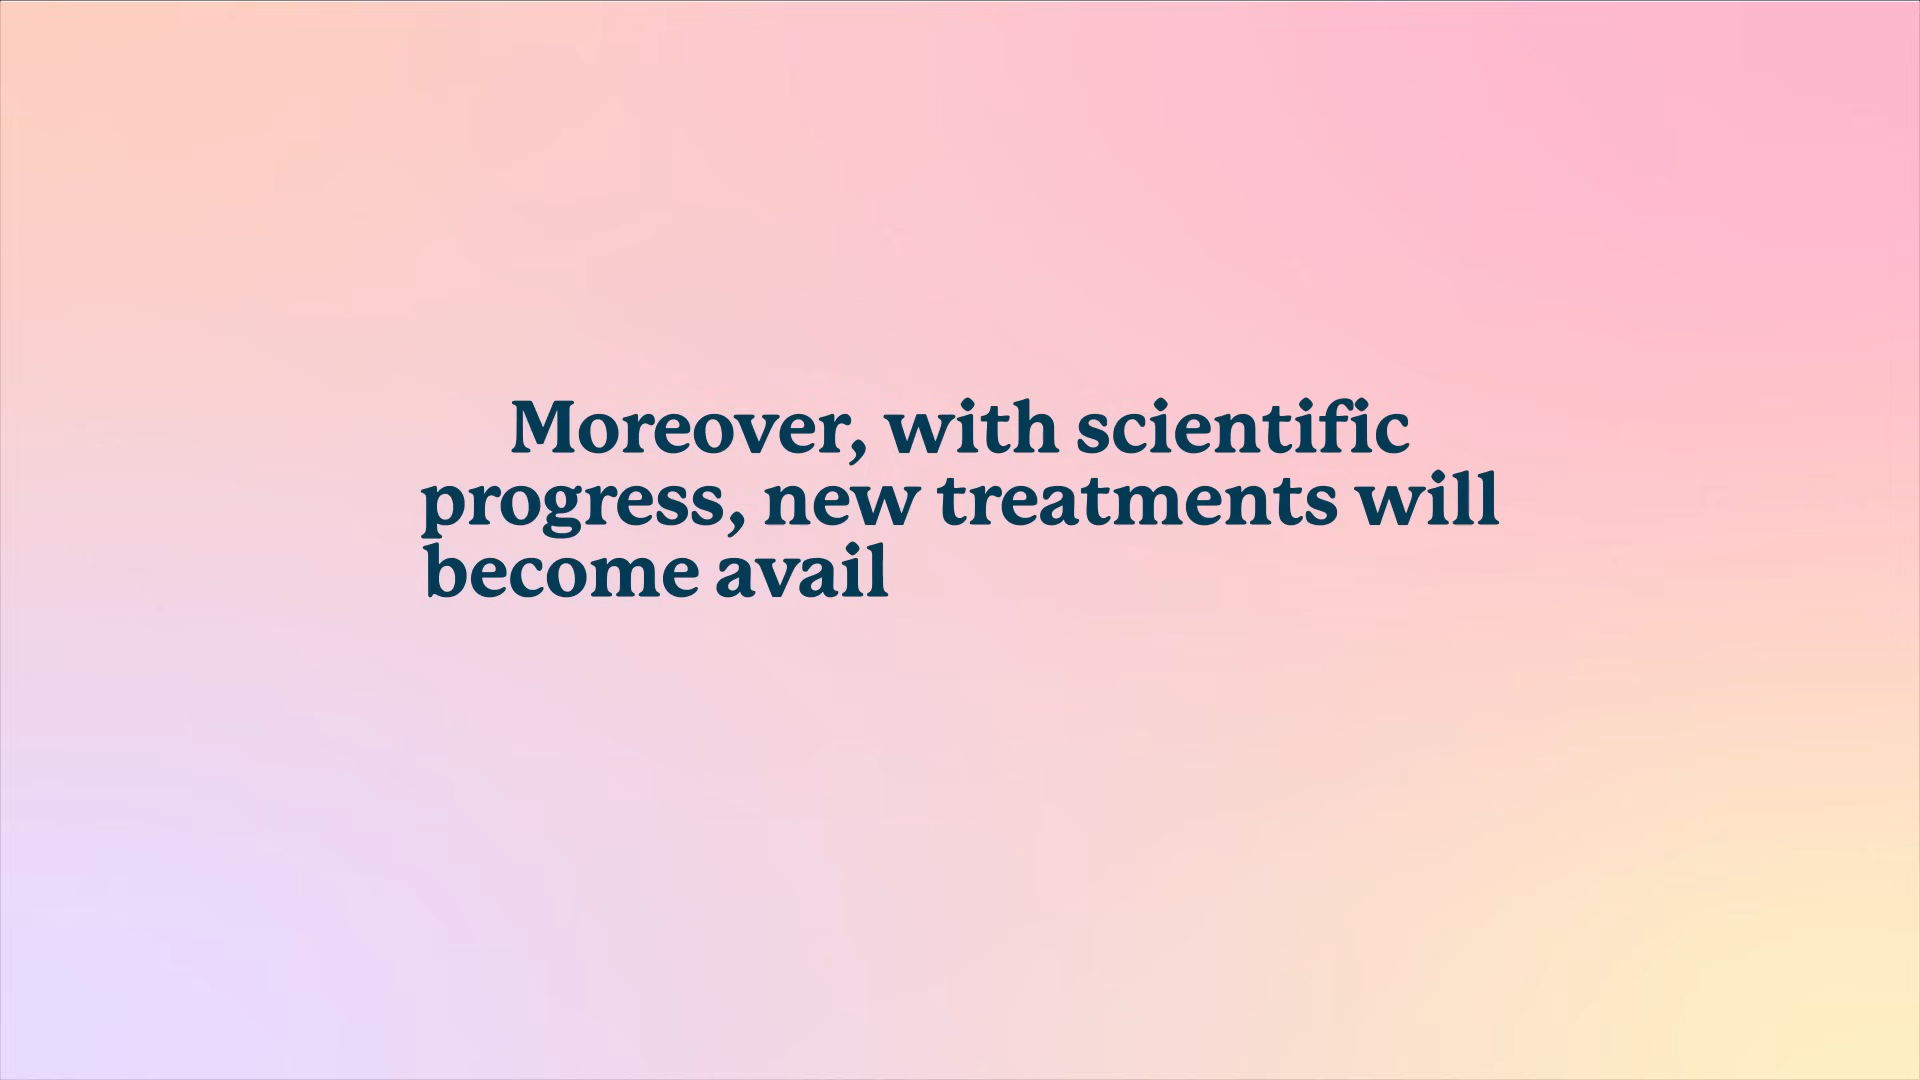 Moreover, with scientific
progress, new treatments will
become avail